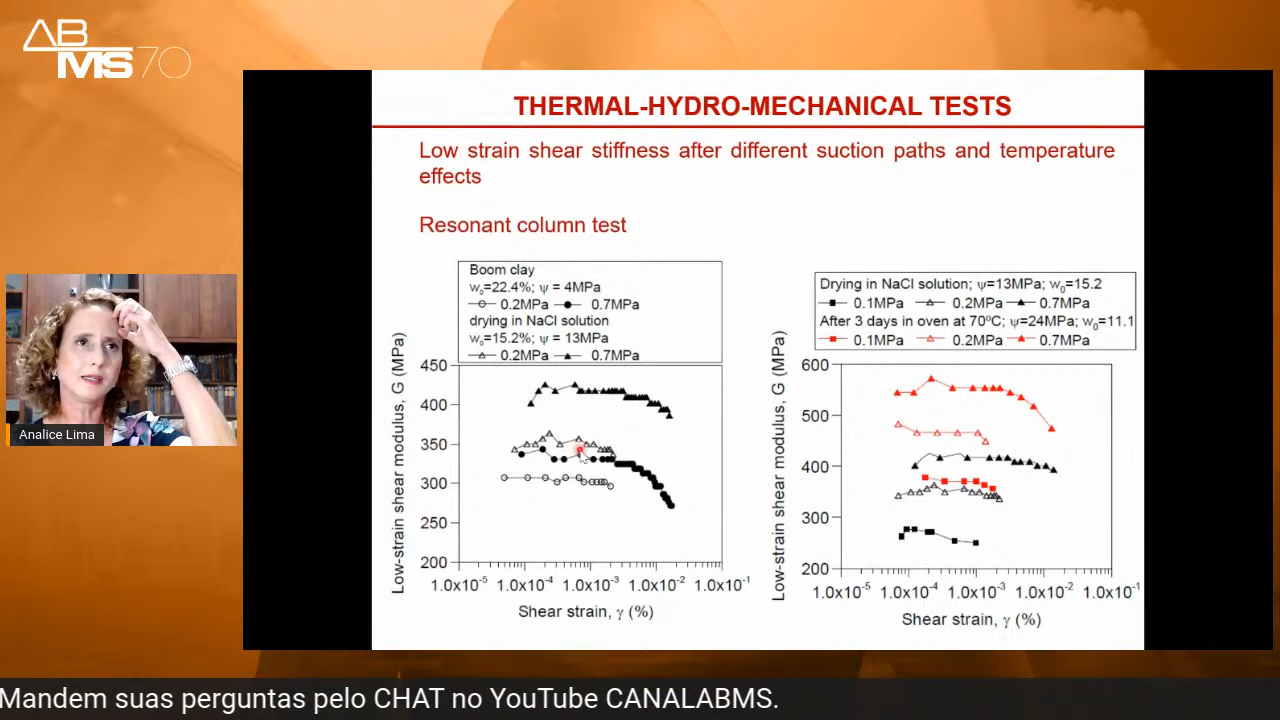 ABMS70
THERMAL-HYDRO-MECHANICAL TESTS
Low strain shear stiffness after different suction paths and temperature
effects
Resonant column test
Boom clay
w₀=22.4%; ψ = 4MPa
0.2MPa 0.7MPa
drying in NaCl solution
w₀=15.2%; ψ = 13MPa
0.2MPa 0.7MPa
Low-strain shear modulus, G (MPa)
450
400
350
300
250
200
1.0x10⁻⁵ 1.0x10⁻⁴ 1.0x10⁻³ 1.0x10⁻² 1.0x10⁻¹
Shear strain, γ (%)
Drying in NaCl solution; ψ=13MPa; w₀=15.2
0.1MPa 0.2MPa 0.7MPa
After 3 days in oven at 70ºC; ψ=24MPa; w₀=11.1
0.1MPa 0.2MPa 0.7MPa
Low-strain shear modulus, G (MPa)
600
500
400
300
200
1.0x10⁻⁵ 1.0x10⁻⁴ 1.0x10⁻³ 1.0x10⁻² 1.0x10⁻¹
Shear strain, γ (%)
Analice Lima
Mandem suas perguntas pelo CHAT no YouTube CANALABMS.